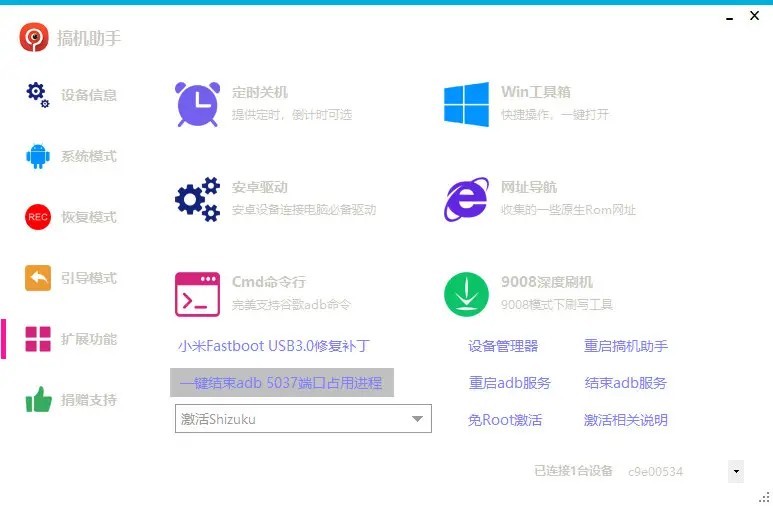 搞机助手
设备信息
系统模式
REC 恢复模式
引导模式
扩展功能
捐赠支持
定时关机
提供定时，倒计时可选
Win工具箱
快捷操作、一键打开
安卓驱动
安卓设备连接电脑必备驱动
网址导航
收集的一些原生Rom网址
Cmd命令行
完美支持谷歌adb命令
9008深度刷机
9008模式下刷写工具
小米Fastboot USB3.0修复补丁
设备管理器
重启搞机助手
一键结束adb 5037端口占用进程
重启adb服务
结束adb服务
激活Shizuku
免Root激活
激活相关说明
已连接1台设备
c9e00534